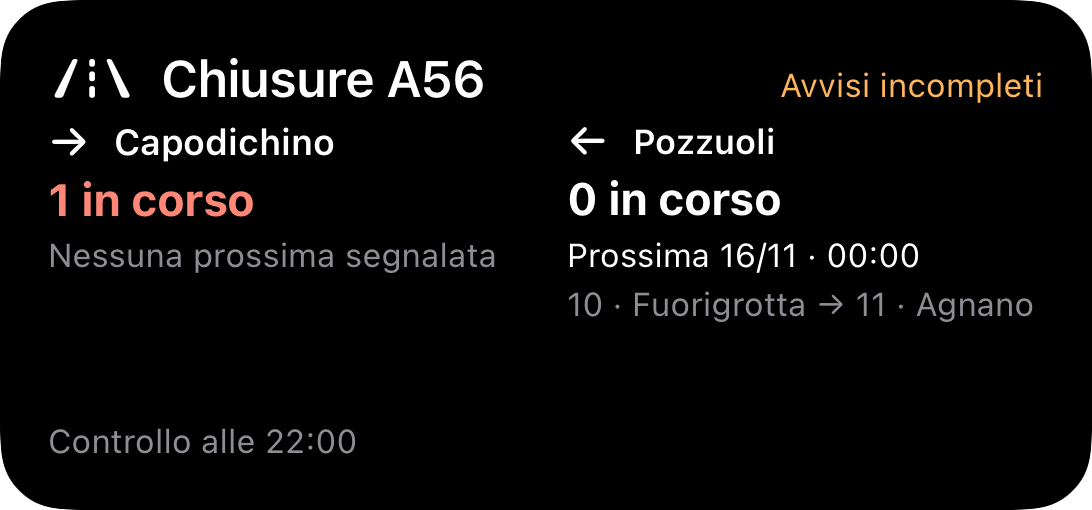 Chiusure A56
Avvisi incompleti
→ Capodichino
1 in corso
Nessuna prossima segnalata
← Pozzuoli
0 in corso
Prossima 16/11 · 00:00
10 · Fuorigrotta → 11 · Agnano
Controllo alle 22:00